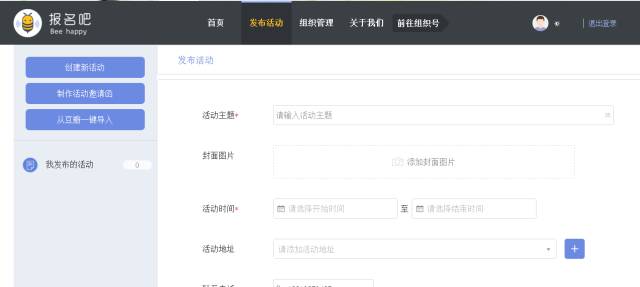 报名吧
Bee happy
首页 发布活动 组织管理 关于我们 前往组织号
退出登录
创建新活动
制作活动邀请函
从豆瓣一键导入
我发布的活动 0
发布活动
活动主题* 请输入活动主题
封面图片 添加封面图片
活动时间* 请选择开始时间 至 请选择结束时间
活动地址 请添加活动地址 +